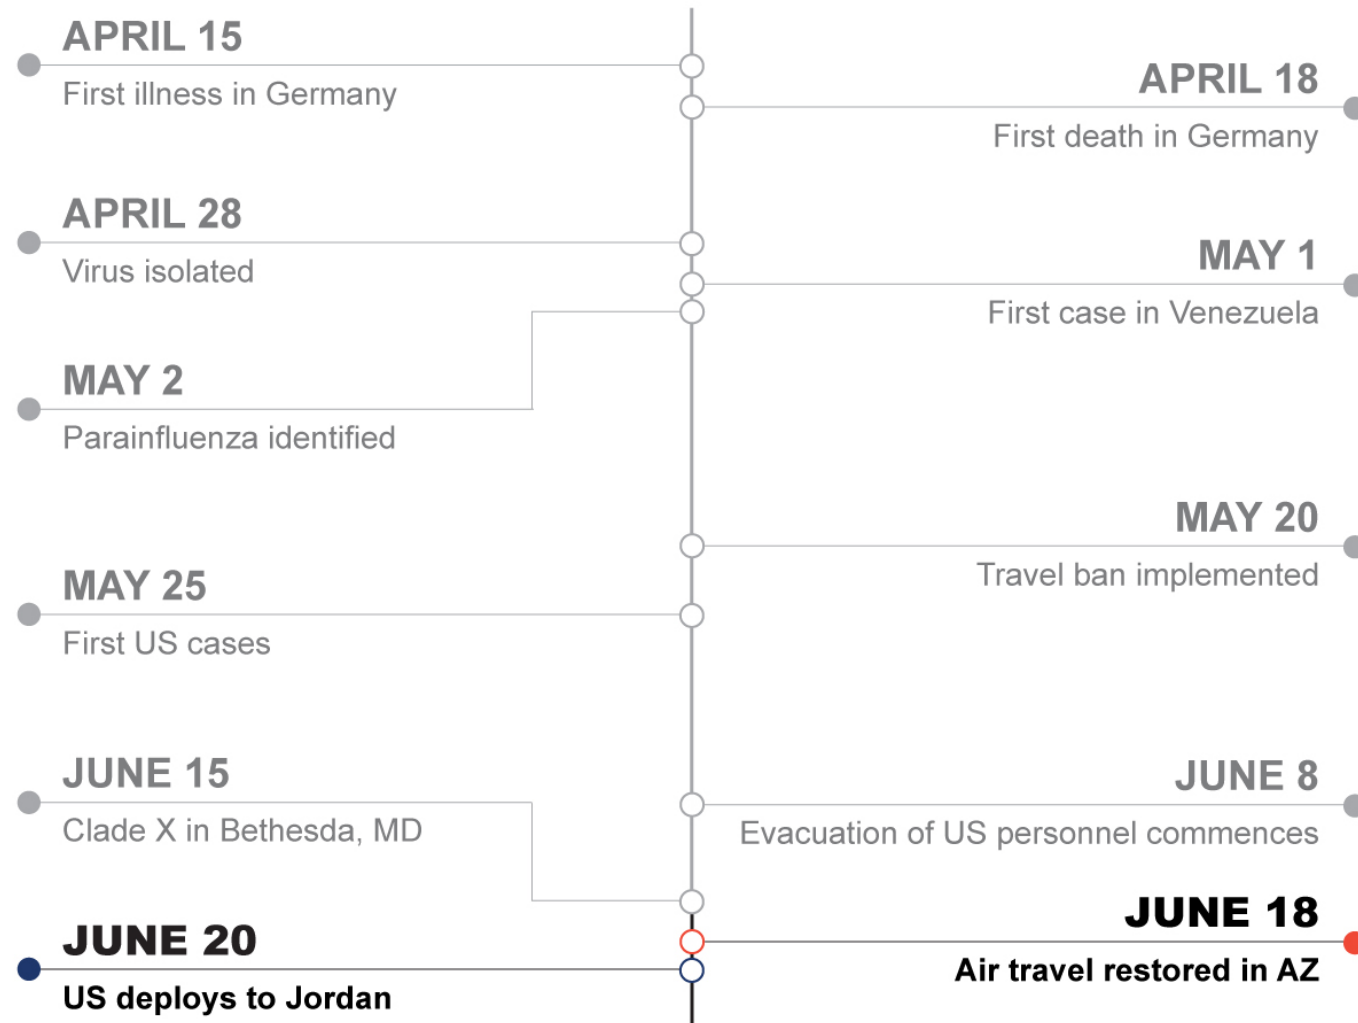 APRIL 15
First illness in Germany
APRIL 18
First death in Germany
APRIL 28
Virus isolated
MAY 1
First case in Venezuela
MAY 2
Parainfluenza identified
MAY 20
Travel ban implemented
MAY 25
First US cases
JUNE 8
Evacuation of US personnel commences
JUNE 15
Clade X in Bethesda, MD
JUNE 18
Air travel restored in AZ
JUNE 20
US deploys to Jordan